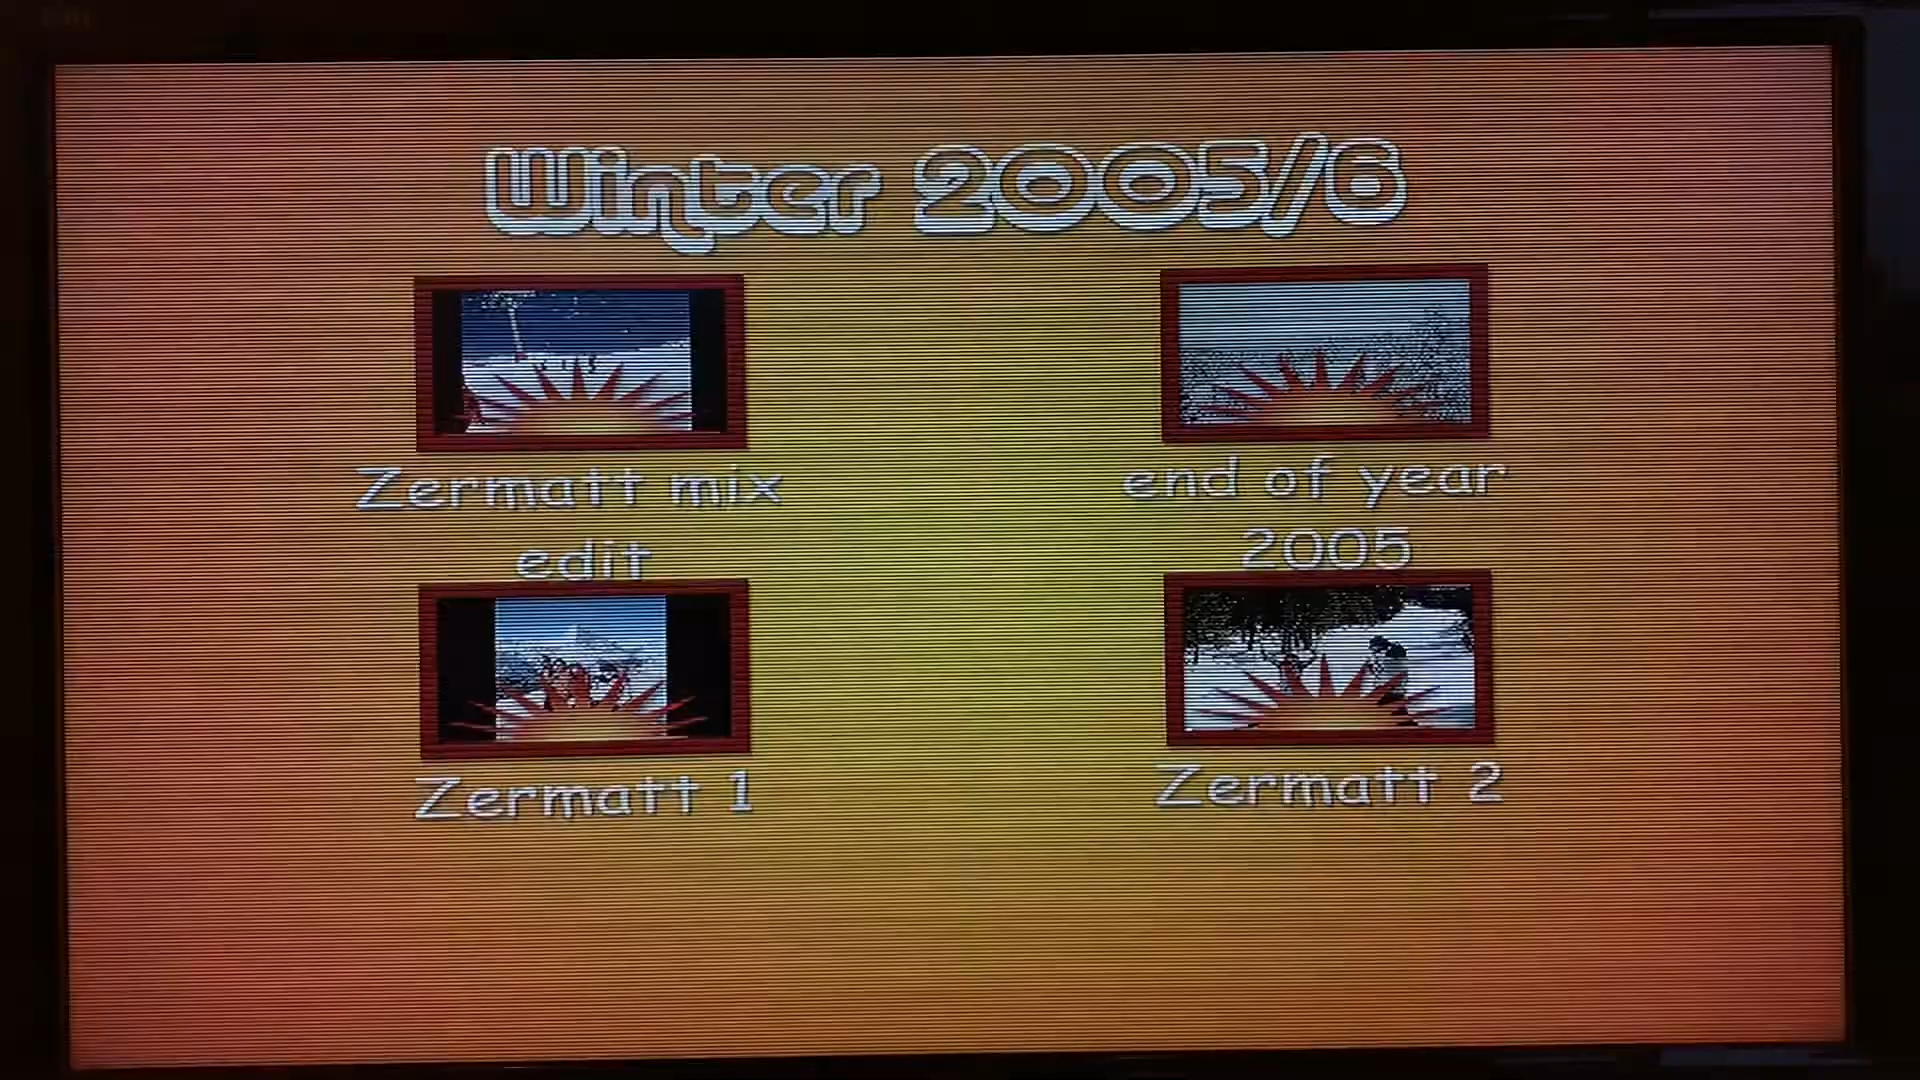 Winter 2005/6
Zermatt mix
edit
end of year
2005
Zermatt 1
Zermatt 2